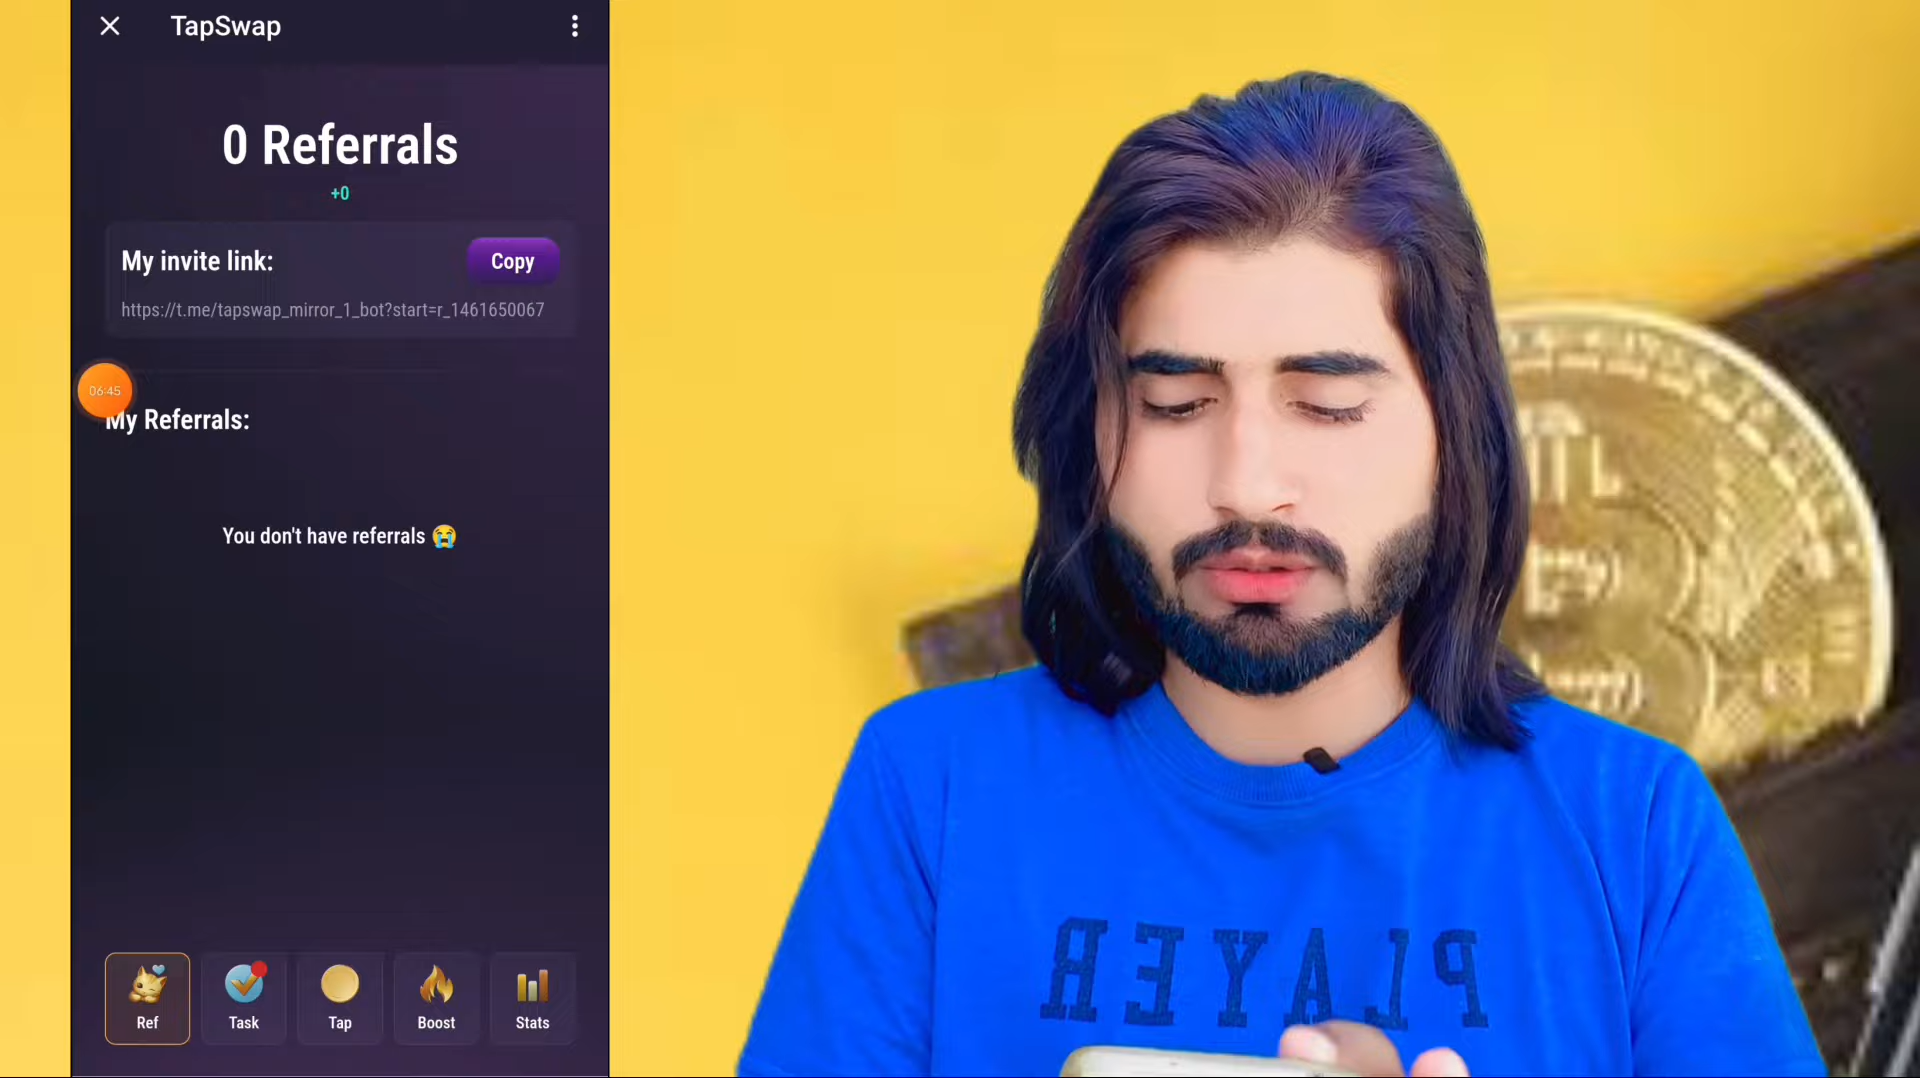 TapSwap
0 Referrals
+0
My invite link:
Copy
https://t.me/tapswap_mirror_1_bot?start=r_1461650067
06:45
My Referrals:
You don't have referrals 😭
Ref
Task
Tap
Boost
Stats
PLAYER